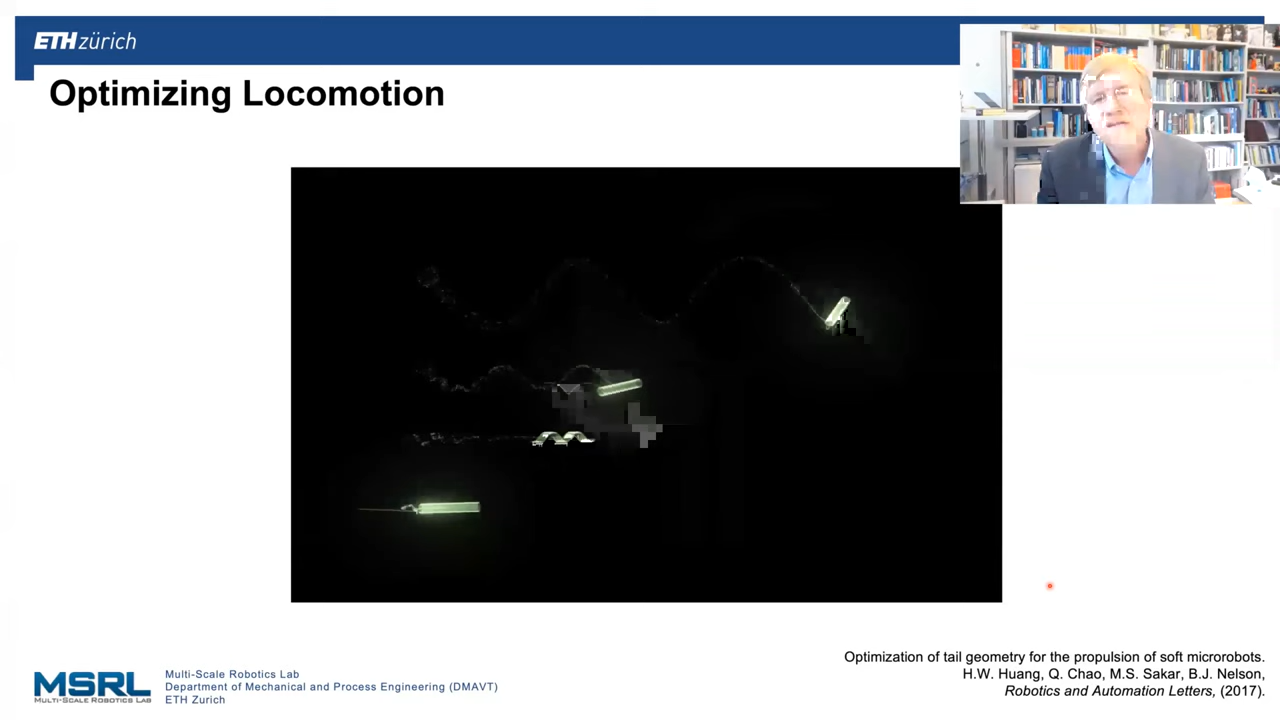 ETH zürich
Optimizing Locomotion
Optimization of tail geometry for the propulsion of soft microrobots.
H.W. Huang, Q. Chao, M.S. Sakar, B.J. Nelson,
Robotics and Automation Letters, (2017).
MSRL
MULTI-SCALE ROBOTICS LAB
Multi-Scale Robotics Lab
Department of Mechanical and Process Engineering (DMAVT)
ETH Zurich